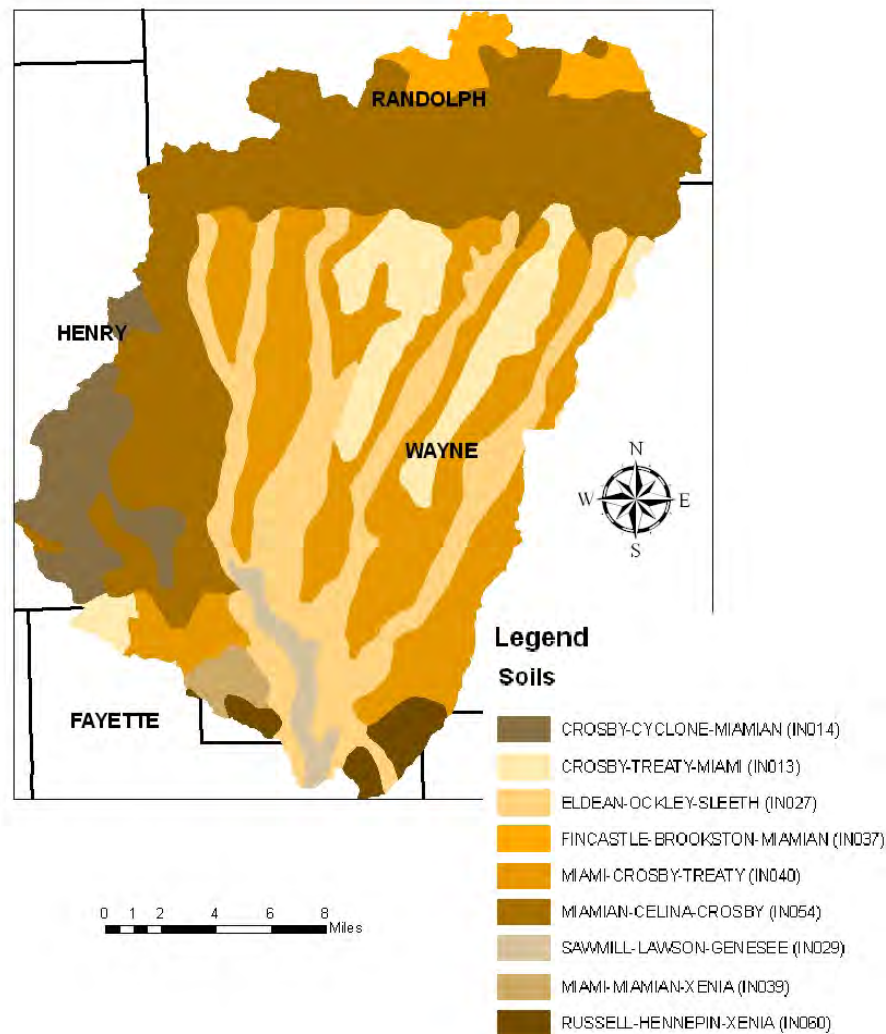 RANDOLPH
HENRY
WAYNE
N
W E
S
FAYETTE
Legend
Soils
CROSBY-CYCLONE-MIAMIAN (IN014)
CROSBY-TREATY-MIAMI (IN013)
ELDEAN-OCKLEY-SLEETH (IN027)
FINCASTLE-BROOKSTON-MIAMIAN (IN037)
MIAMI-CROSBY-TREATY (IN040)
MIAMIAN-CELINA-CROSBY (IN054)
SAWMILL-LAWSON-GENESEE (IN029)
MIAMI-MIAMIAN-XENIA (IN039)
RUSSELL-HENNEPIN-XENIA (IN060)
0 1 2 4 6 8
Miles